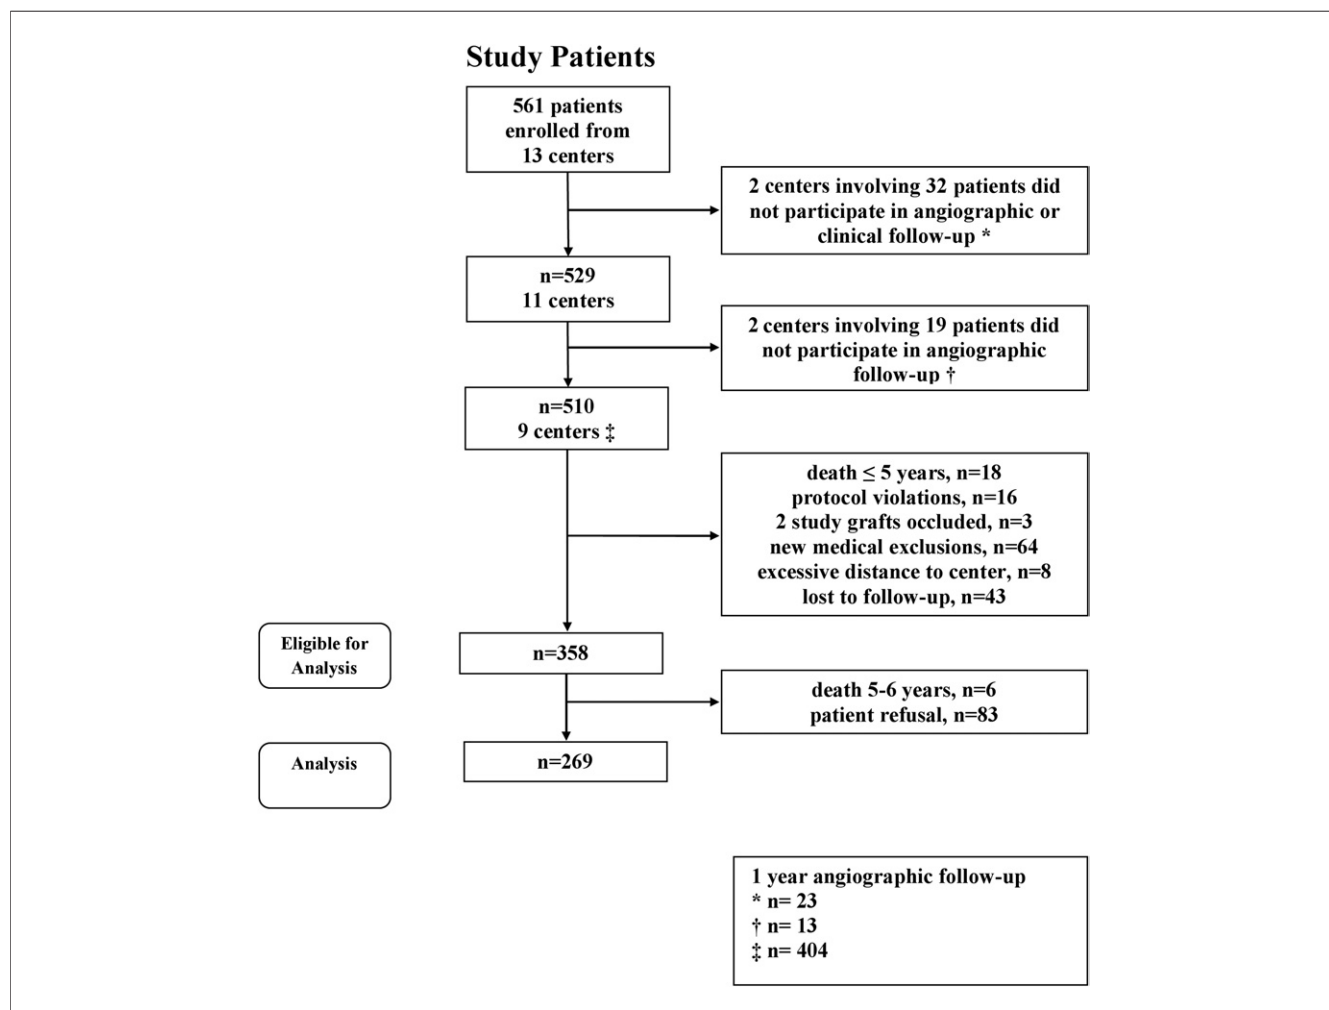 Study Patients
561 patients
enrolled from
13 centers
2 centers involving 32 patients did
not participate in angiographic or
clinical follow-up *
n=529
11 centers
2 centers involving 19 patients did
not participate in angiographic
follow-up †
n=510
9 centers ‡
death ≤ 5 years, n=18
protocol violations, n=16
2 study grafts occluded, n=3
new medical exclusions, n=64
excessive distance to center, n=8
lost to follow-up, n=43
Eligible for
Analysis
n=358
death 5-6 years, n=6
patient refusal, n=83
Analysis
n=269
1 year angiographic follow-up
* n= 23
† n= 13
‡ n= 404